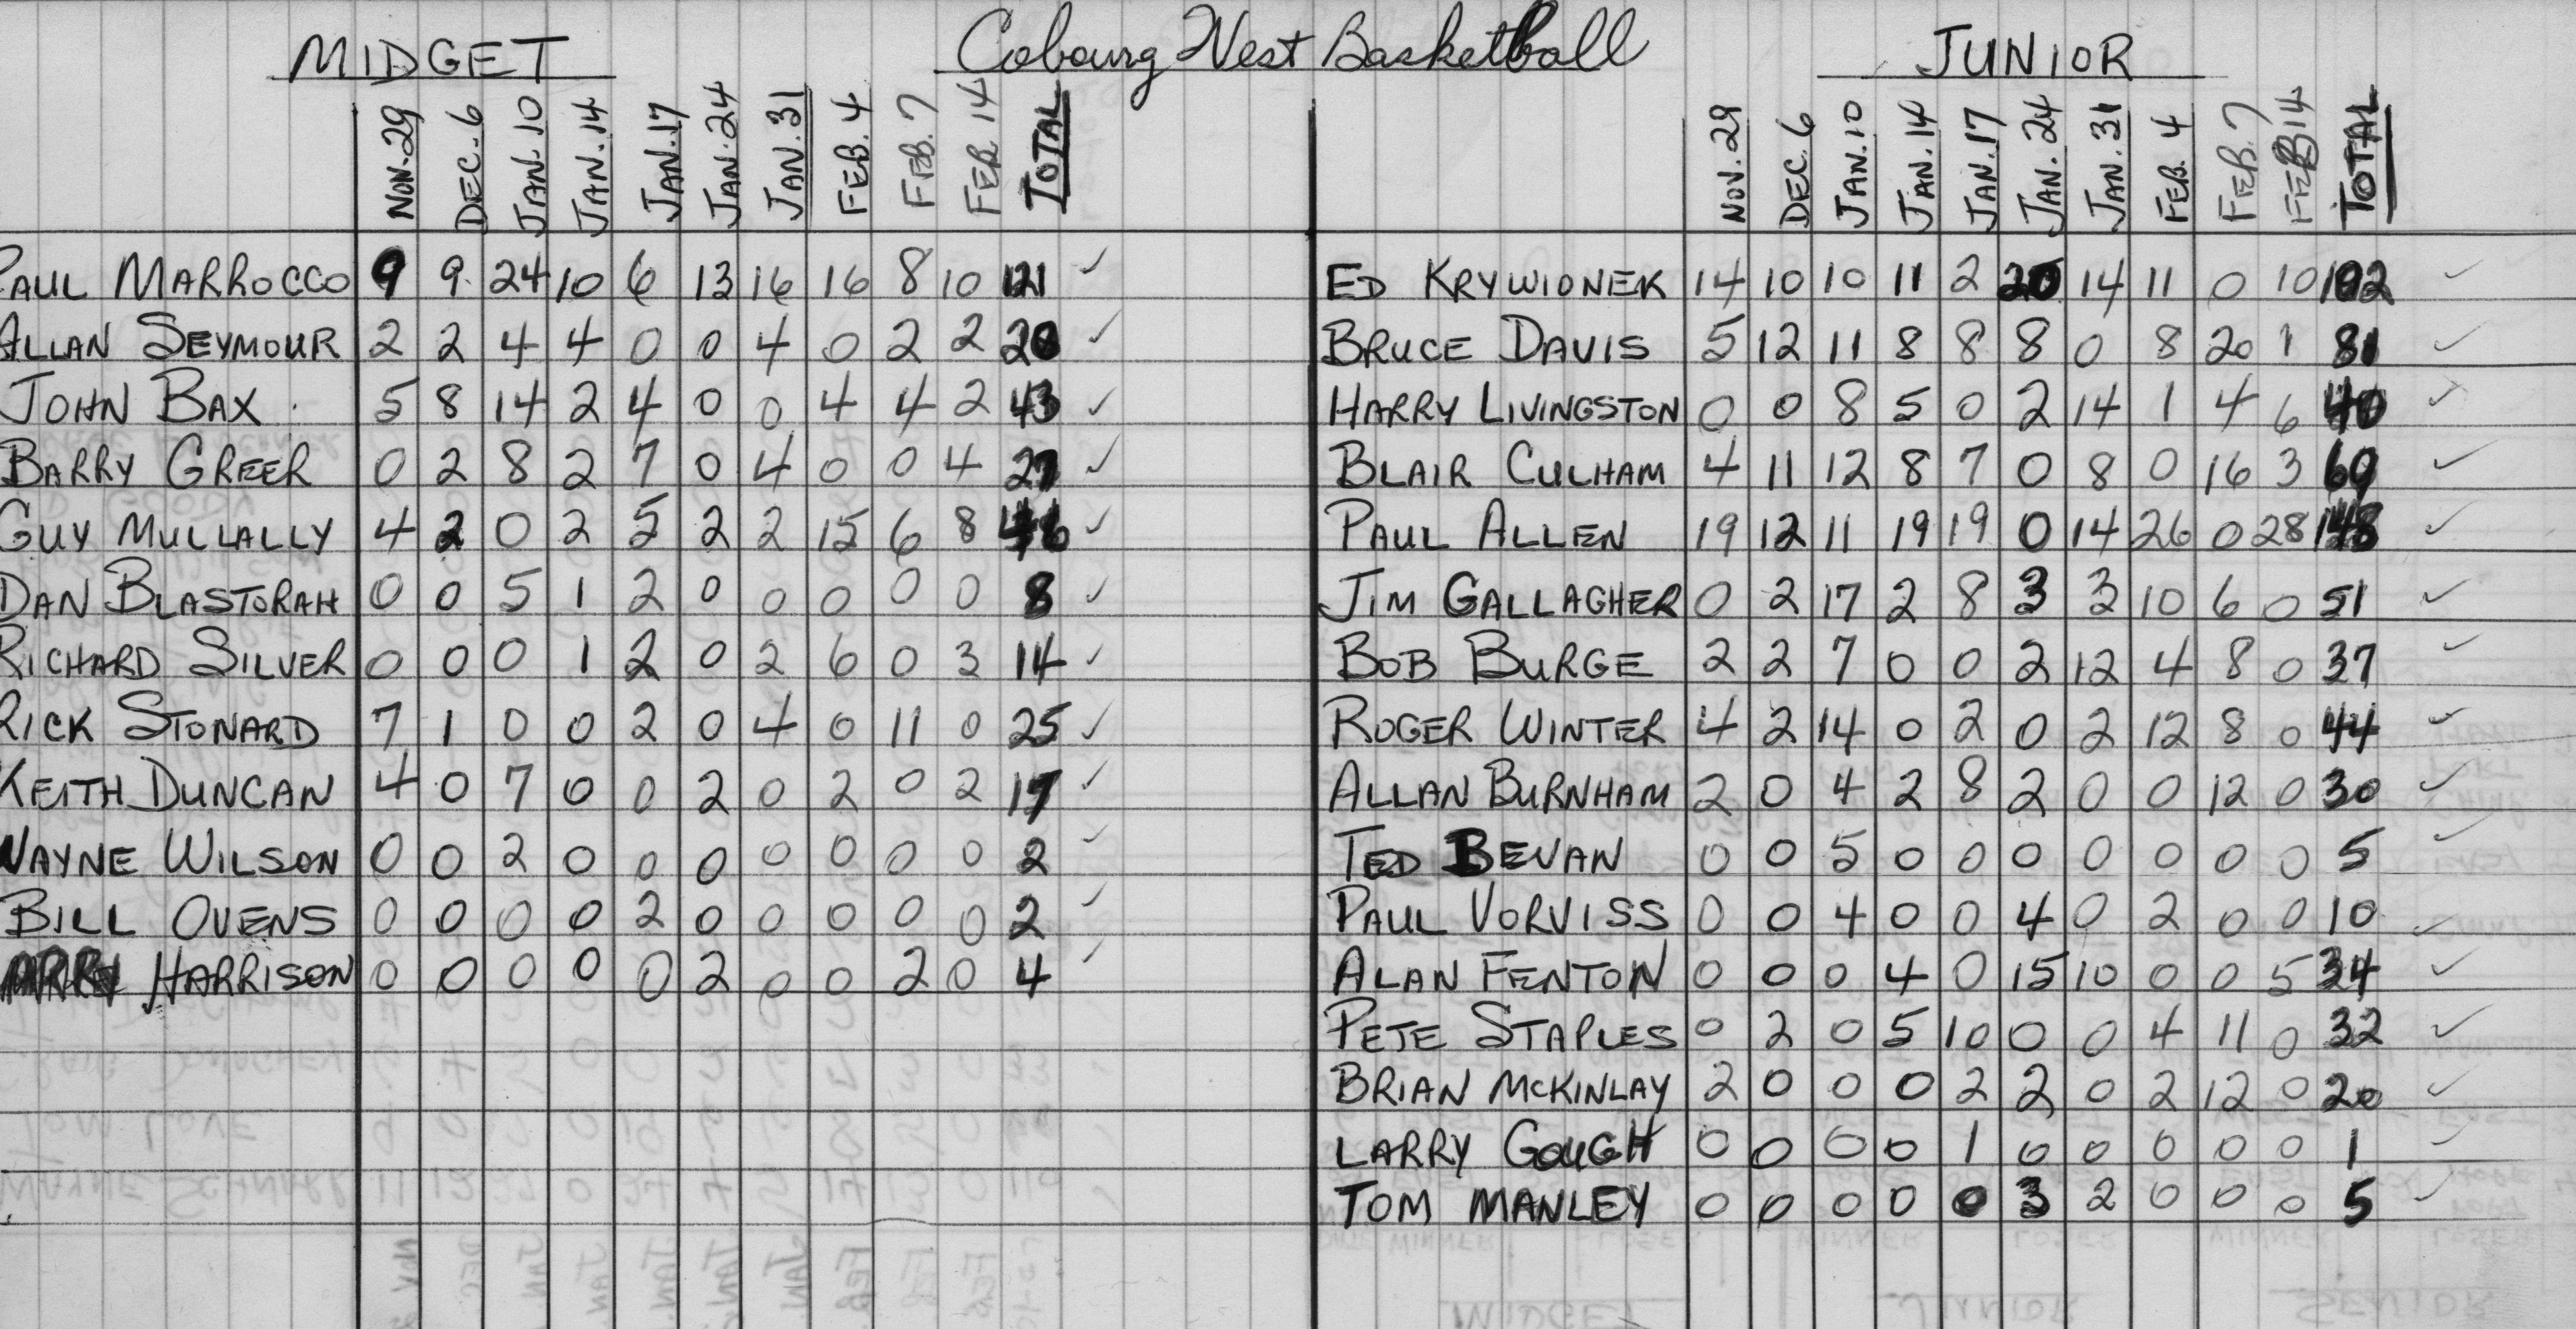 MIDGET
Cobourg West Basketball
JUNIOR
NOV. 29 DEC. 6 JAN. 10 JAN. 14 JAN. 17 JAN. 24 JAN. 31 FEB. 4 FEB. 7 FEB. 14 TOTAL
PAUL MARROCCO 9 9 24 10 6 13 16 16 8 10 121 ✓
ALLAN SEYMOUR 2 2 4 4 0 0 4 0 2 2 20 ✓
JOHN BAX 5 8 14 2 4 0 0 4 4 2 43 ✓
BARRY GREER 0 2 8 2 7 0 4 0 0 4 27 ✓
GUY MULLALLY 4 2 0 2 5 2 2 15 6 8 46 ✓
DAN BLASTORAH 0 0 5 1 2 0 0 0 0 0 8 ✓
RICHARD SILVER 0 0 0 1 2 0 2 6 0 3 14 ✓
RICK STONARD 7 1 0 0 2 0 4 0 11 0 25 ✓
KEITH DUNCAN 4 0 7 0 0 2 0 2 0 2 17 ✓
WAYNE WILSON 0 0 2 0 0 0 0 0 0 0 2 ✓
BILL OVENS 0 0 0 0 2 0 0 0 0 0 2 ✓
HARRISON 0 0 0 0 0 2 0 0 2 0 4 ✓
NOV. 29 DEC. 6 JAN. 10 JAN. 14 JAN. 17 JAN. 24 JAN. 31 FEB. 4 FEB. 7 FEB 14 TOTAL
ED KRYWIONEK 14 10 10 11 2 20 14 11 0 10 102 ✓
BRUCE DAVIS 5 12 11 8 8 8 0 8 20 1 81 ✓
HARRY LIVINGSTON 0 0 8 5 0 2 14 1 4 6 40 ✓
BLAIR CULHAM 4 11 12 8 7 0 8 0 16 3 69 ✓
PAUL ALLEN 19 12 11 19 19 0 14 26 0 28 148 ✓
JIM GALLAGHER 0 2 17 2 8 3 3 10 6 0 51 ✓
BOB BURGE 2 2 7 0 0 2 12 4 8 0 37 ✓
ROGER WINTER 4 2 14 0 2 0 2 12 8 0 44 ✓
ALLAN BURNHAM 2 0 4 2 8 2 0 0 12 0 30 ✓
TED BEVAN 0 0 5 0 0 0 0 0 0 0 5 ✓
PAUL VORVISS 0 0 4 0 0 4 0 2 0 0 10 ✓
ALAN FENTON 0 0 0 4 0 15 10 0 0 5 34 ✓
PETE STAPLES 0 2 0 5 10 0 0 4 11 0 32 ✓
BRIAN MCKINLAY 2 0 0 0 2 2 0 2 12 0 20 ✓
LARRY GOUGH 0 0 0 0 1 0 0 0 0 0 1 ✓
TOM MANLEY 0 0 0 0 0 3 2 0 0 0 5 ✓